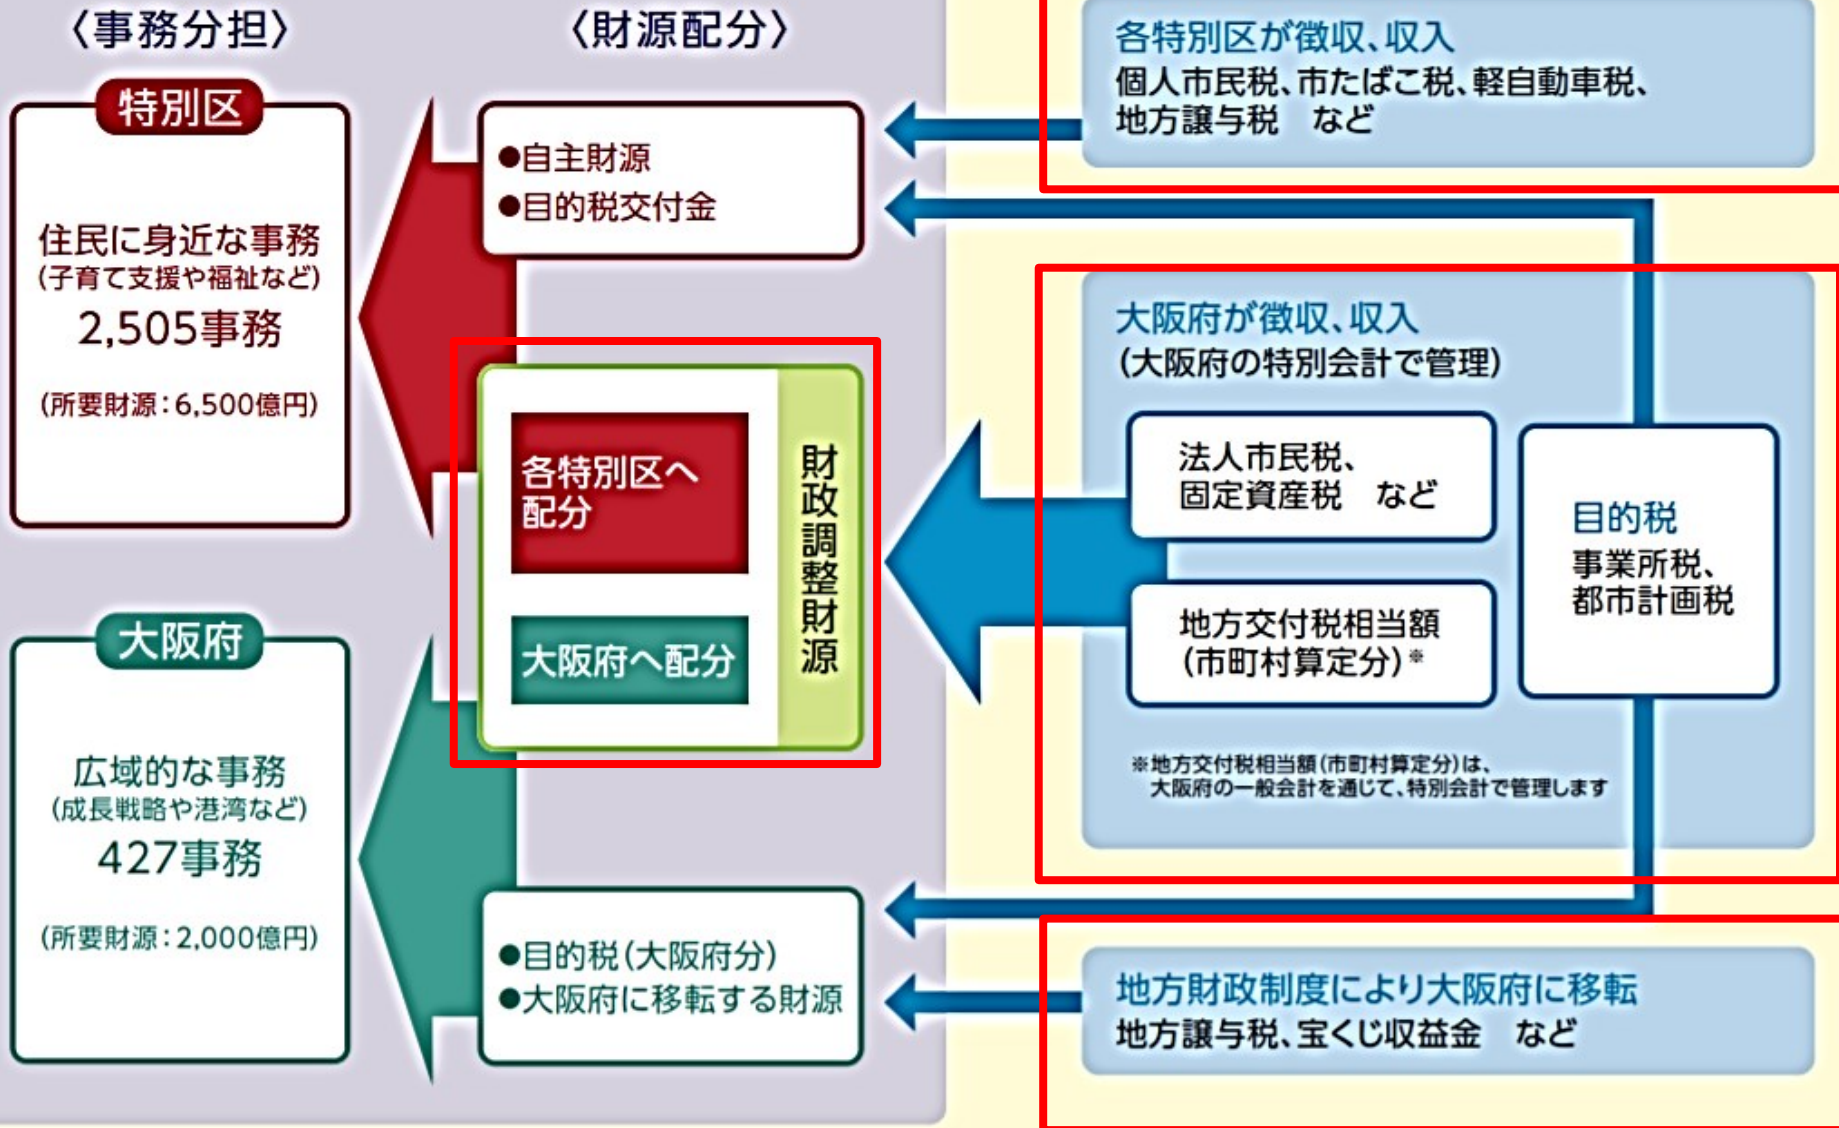 〈事務分担〉
特別区
住民に身近な事務
(子育て支援や福祉など)
2,505事務
(所要財源：6,500億円)
大阪府
広域的な事務
(成長戦略や港湾など)
427事務
(所要財源：2,000億円)
〈財源配分〉
●自主財源
●目的税交付金
各特別区へ
配分
大阪府へ配分
財政調整財源
●目的税(大阪府分)
●大阪府に移転する財源
各特別区が徴収、収入
個人市民税、市たばこ税、軽自動車税、
地方譲与税　など
大阪府が徴収、収入
(大阪府の特別会計で管理)
法人市民税、
固定資産税　など
地方交付税相当額
(市町村算定分)※
目的税
事業所税、
都市計画税
※地方交付税相当額(市町村算定分)は、
大阪府の一般会計を通じて、特別会計で管理します
地方財政制度により大阪府に移転
地方譲与税、宝くじ収益金　など